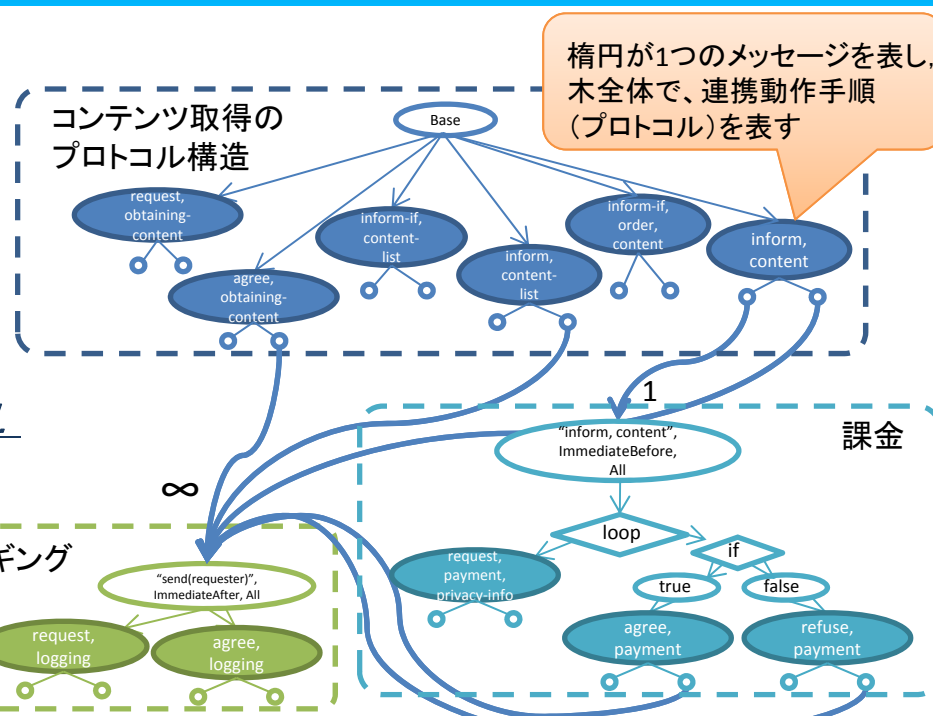 楕円が1つのメッセージを表し,
木全体で、連携動作手順
（プロトコル）を表す
コンテンツ取得の
プロトコル構造
Base
request,
obtaining-
content
agree,
obtaining-
content
inform-if,
content-
list
inform,
content-
list
inform-if,
order,
content
inform,
content
1
∞
課金
"inform, content",
ImmediateBefore,
All
loop
if
request,
payment,
privacy-info
true
false
agree,
payment
refuse,
payment
ギング
"send(requester)",
ImmediateAfter, All
request,
logging
agree,
logging